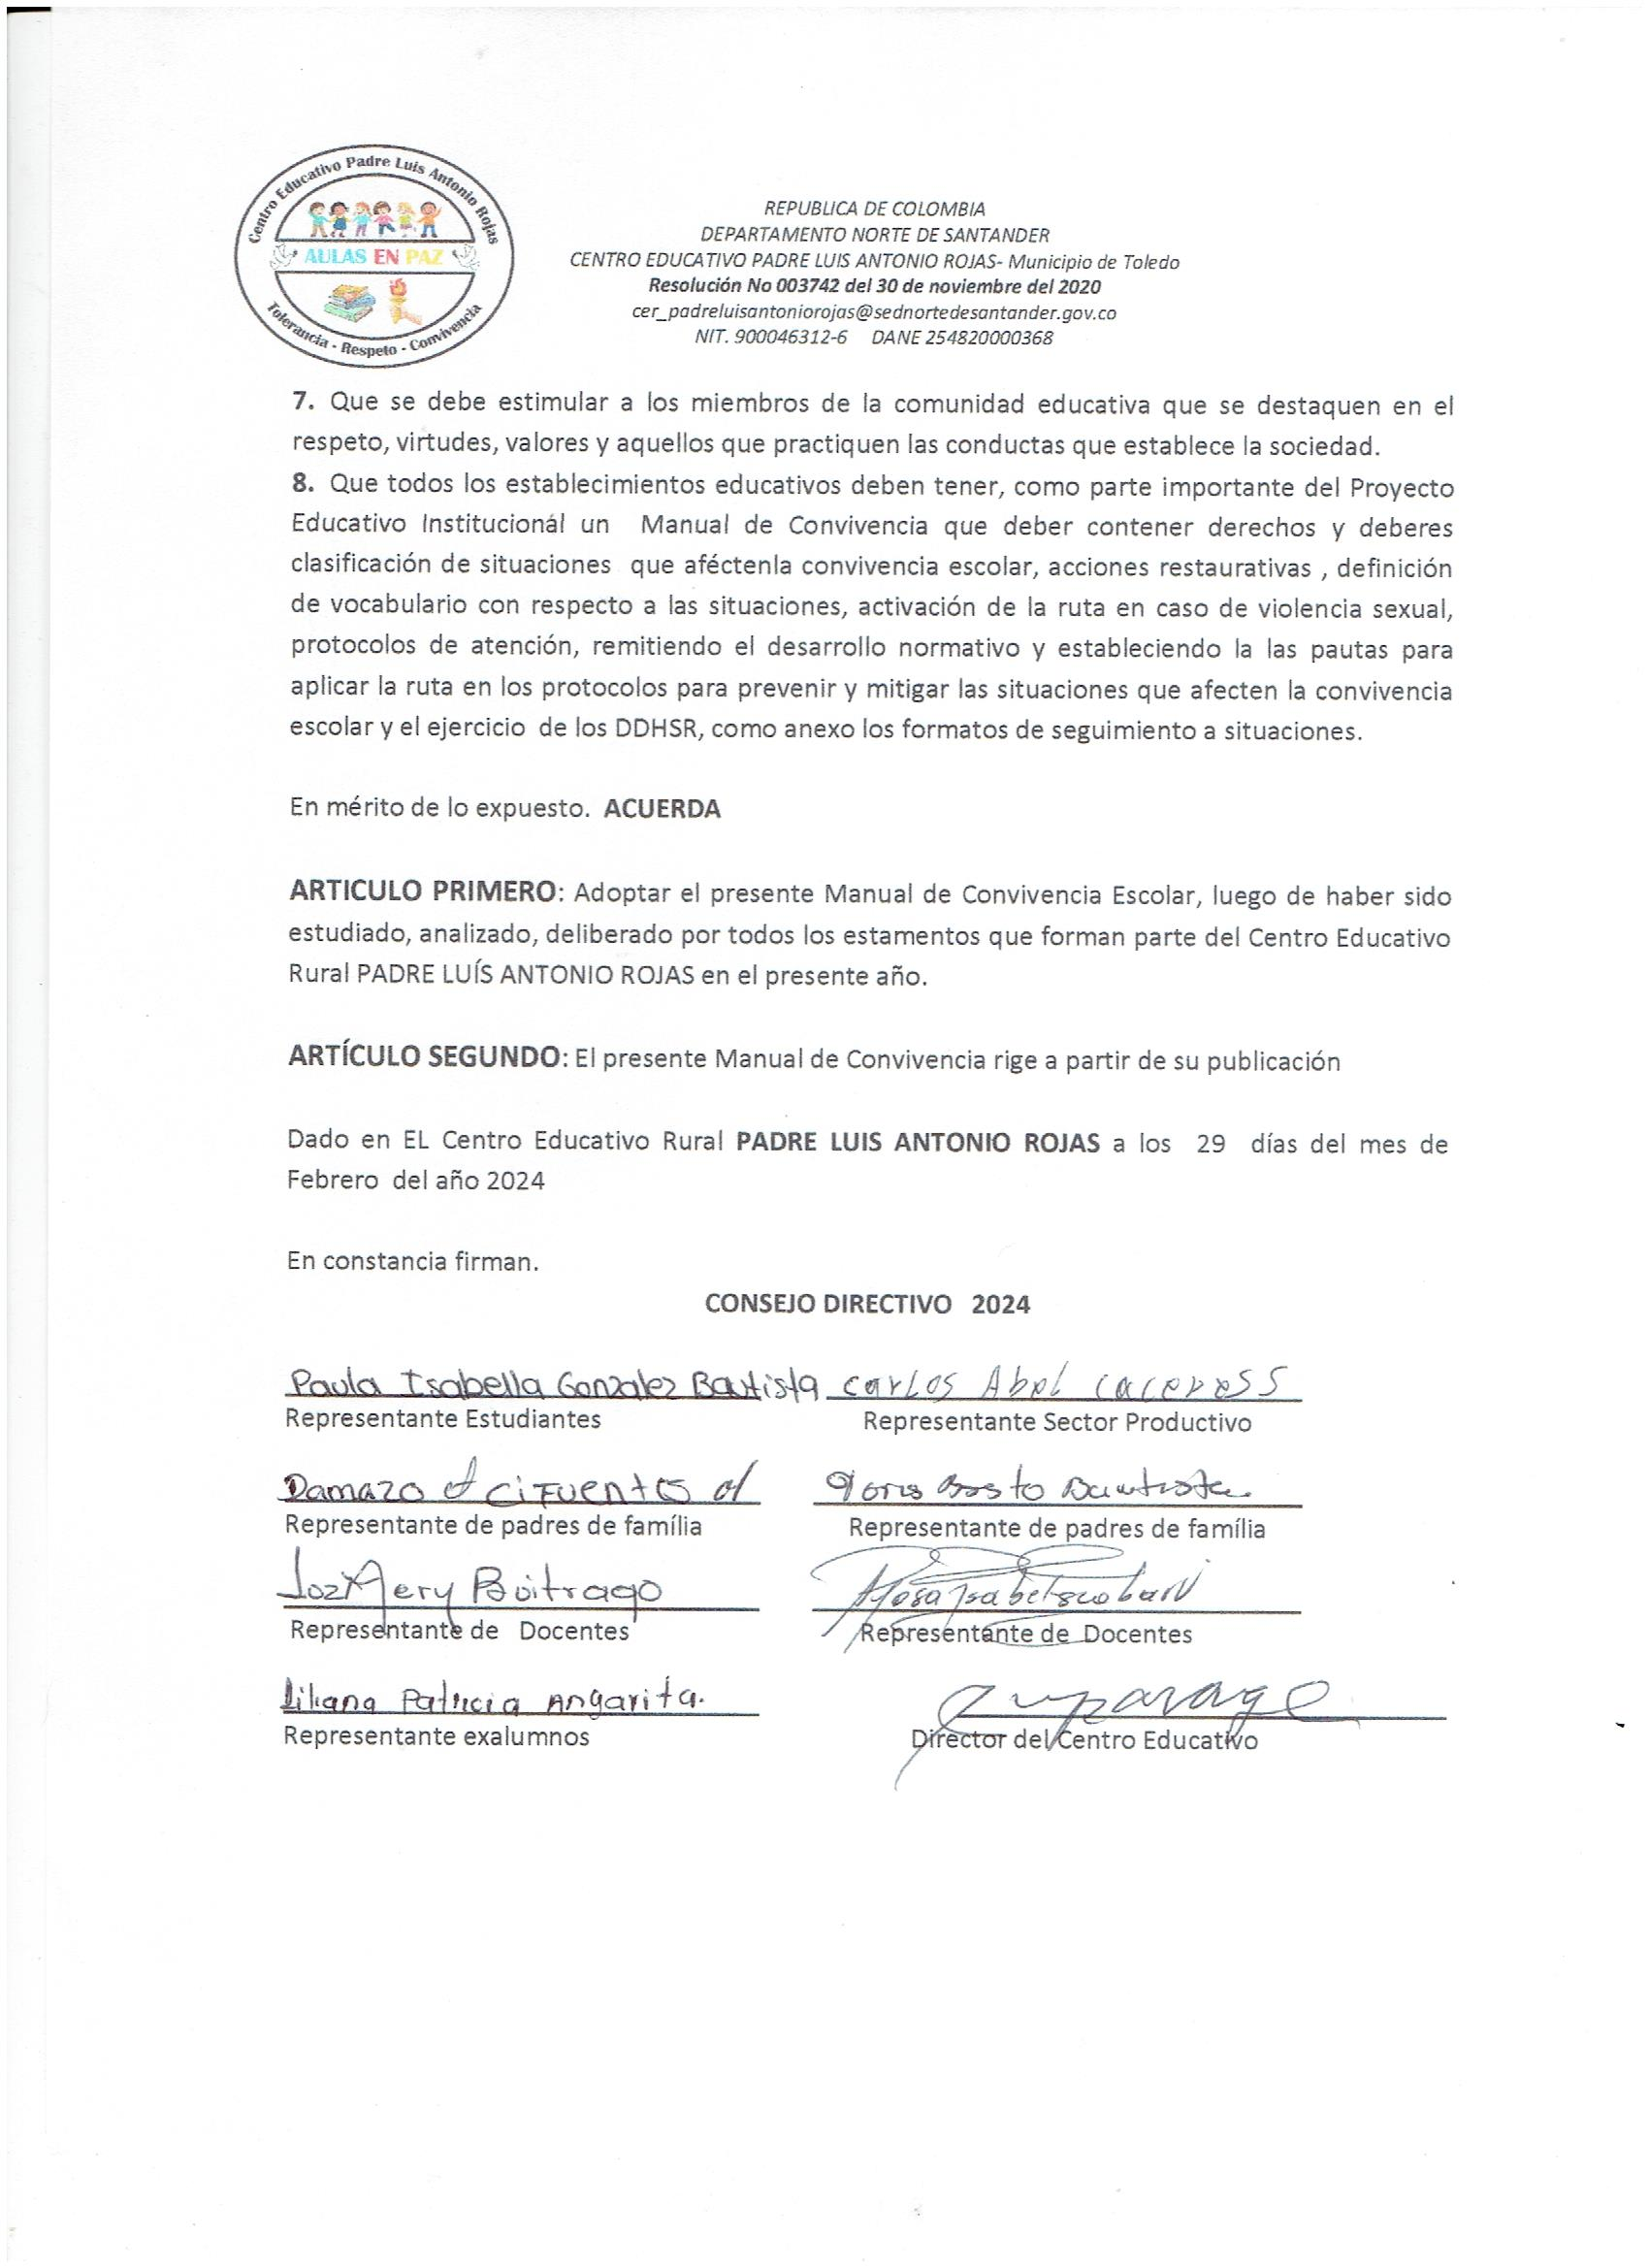 Centro Educativo Padre Luis Antonio Rojas
AULAS EN PAZ
Tolerancia - Respeto - Convivencia
REPUBLICA DE COLOMBIA
DEPARTAMENTO NORTE DE SANTANDER
CENTRO EDUCATIVO PADRE LUIS ANTONIO ROJAS- Municipio de Toledo
Resolución No 003742 del 30 de noviembre del 2020
cer_padreluisantoniorojas@sednortedesantander.gov.co
NIT. 900046312-6 DANE 254820000368
7. Que se debe estimular a los miembros de la comunidad educativa que se destaquen en el
respeto, virtudes, valores y aquellos que practiquen las conductas que establece la sociedad.
8. Que todos los establecimientos educativos deben tener, como parte importante del Proyecto
Educativo Institucionál un Manual de Convivencia que deber contener derechos y deberes
clasificación de situaciones que aféctenla convivencia escolar, acciones restaurativas , definición
de vocabulario con respecto a las situaciones, activación de la ruta en caso de violencia sexual,
protocolos de atención, remitiendo el desarrollo normativo y estableciendo la las pautas para
aplicar la ruta en los protocolos para prevenir y mitigar las situaciones que afecten la convivencia
escolar y el ejercicio de los DDHSR, como anexo los formatos de seguimiento a situaciones.
En mérito de lo expuesto. ACUERDA
ARTICULO PRIMERO: Adoptar el presente Manual de Convivencia Escolar, luego de haber sido
estudiado, analizado, deliberado por todos los estamentos que forman parte del Centro Educativo
Rural PADRE LUÍS ANTONIO ROJAS en el presente año.
ARTÍCULO SEGUNDO: El presente Manual de Convivencia rige a partir de su publicación
Dado en EL Centro Educativo Rural PADRE LUIS ANTONIO ROJAS a los 29 días del mes de
Febrero del año 2024
En constancia firman.
CONSEJO DIRECTIVO 2024
Paula Isabella Gonzalez Bautista Carlos Abel Caceres S
Representante Estudiantes Representante Sector Productivo
Damazo Cifuentes Basto Bautista
Representante de padres de família Representante de padres de família
Luz Mery Buitrago Rosa Isabel Escobar
Representante de Docentes Representante de Docentes
Liliana Patricia Angarita.
Representante exalumnos Director del Centro Educativo